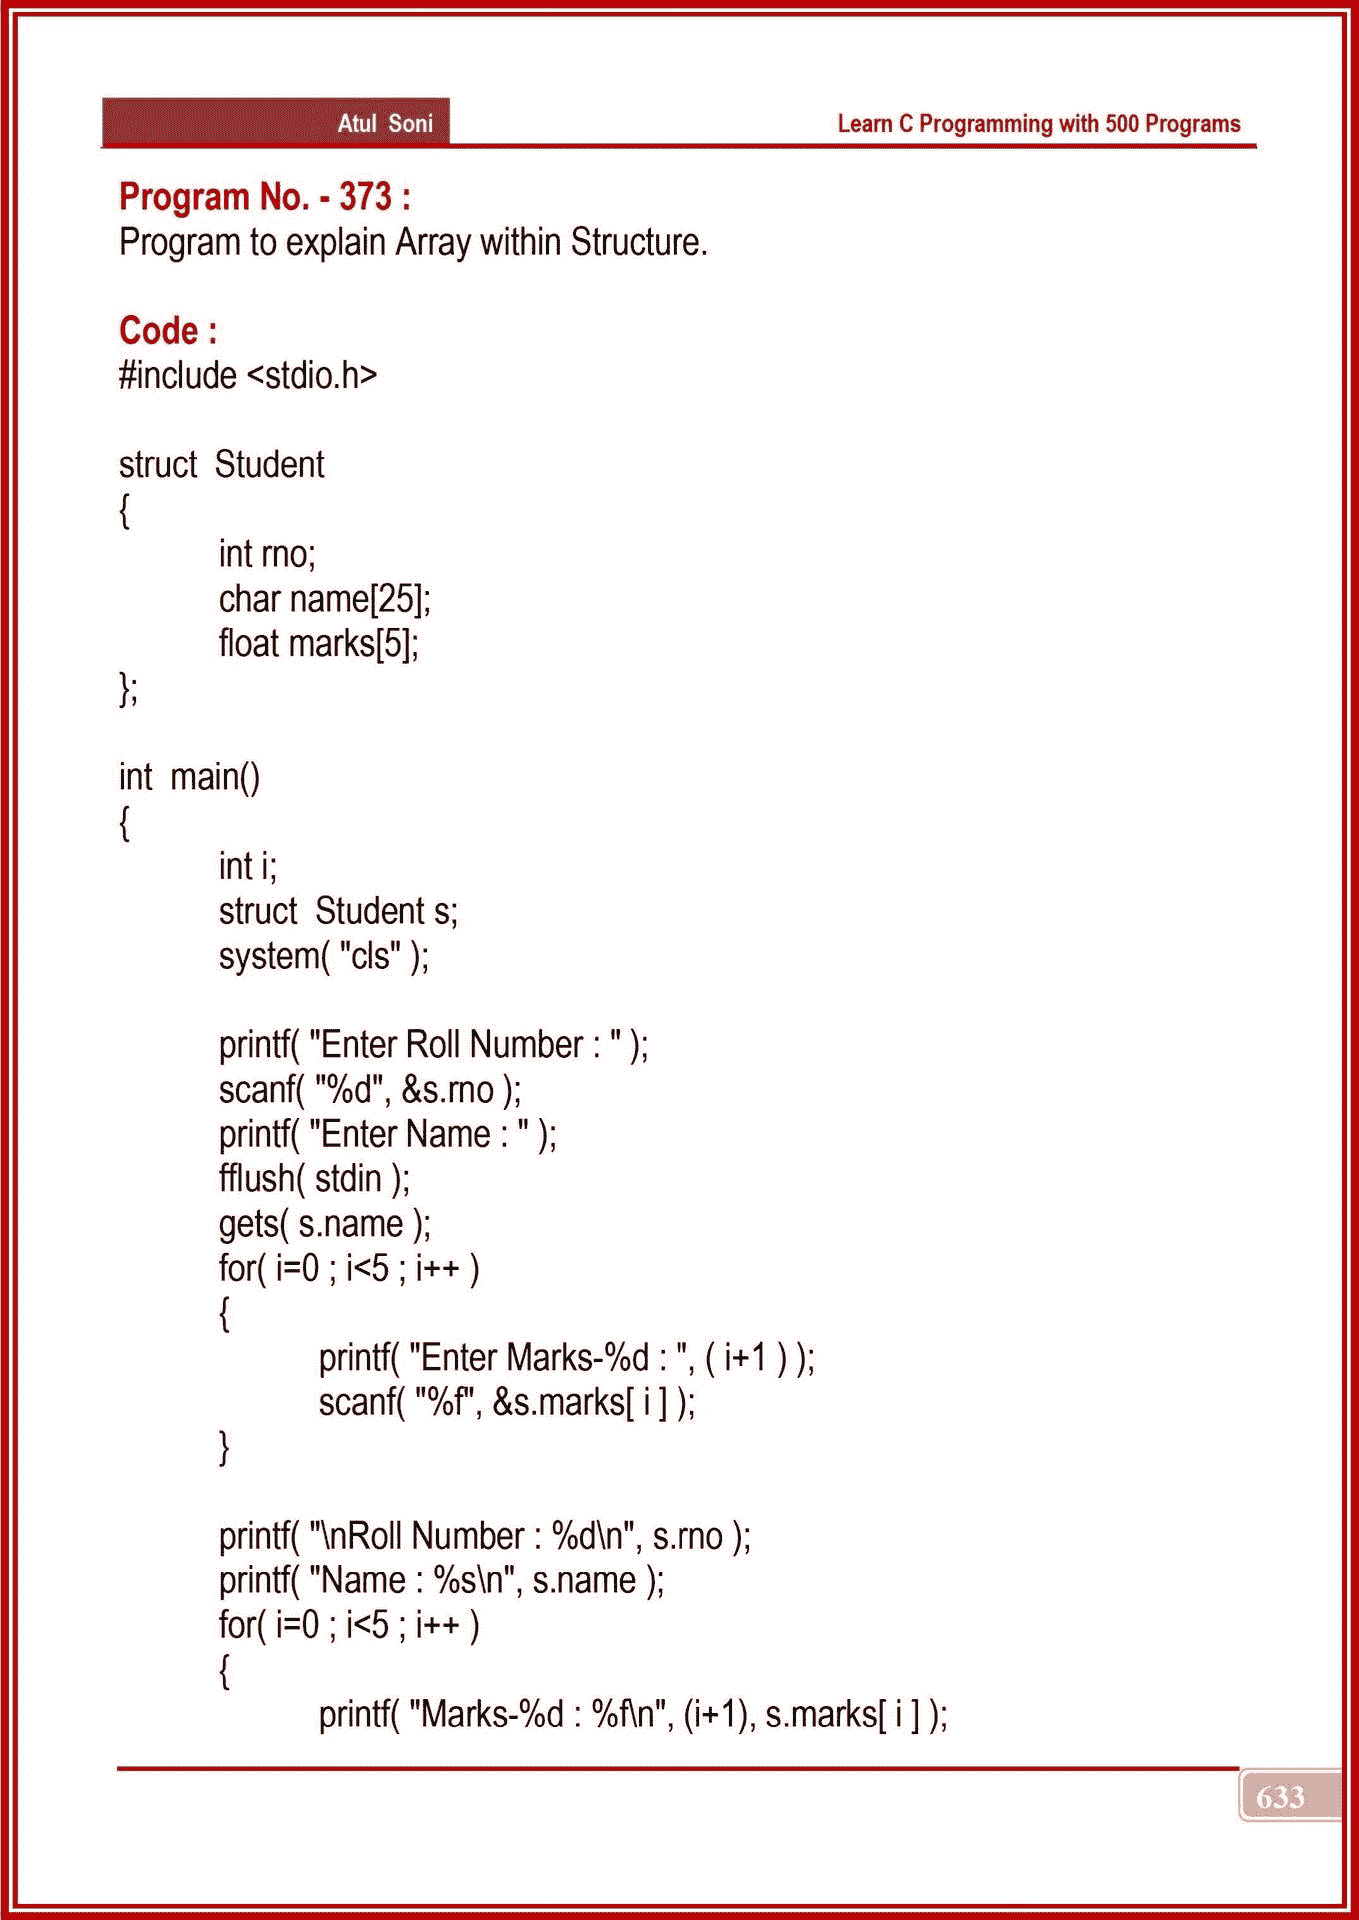 Atul Soni
Learn C Programming with 500 Programs
Program No. - 373 :
Program to explain Array within Structure.
Code :
#include <stdio.h>
struct Student
{
int rno;
char name[25];
float marks[5];
};
int main()
{
int i;
struct Student s;
system( "cls" );
printf( "Enter Roll Number : " );
scanf( "%d", &s.rno );
printf( "Enter Name : " );
fflush( stdin );
gets( s.name );
for( i=0 ; i<5 ; i++ )
{
printf( "Enter Marks-%d : ", ( i+1 ) );
scanf( "%f", &s.marks[ i ] );
}
printf( "\nRoll Number : %d\n", s.rno );
printf( "Name : %s\n", s.name );
for( i=0 ; i<5 ; i++ )
{
printf( "Marks-%d : %f\n", (i+1), s.marks[ i ] );
633